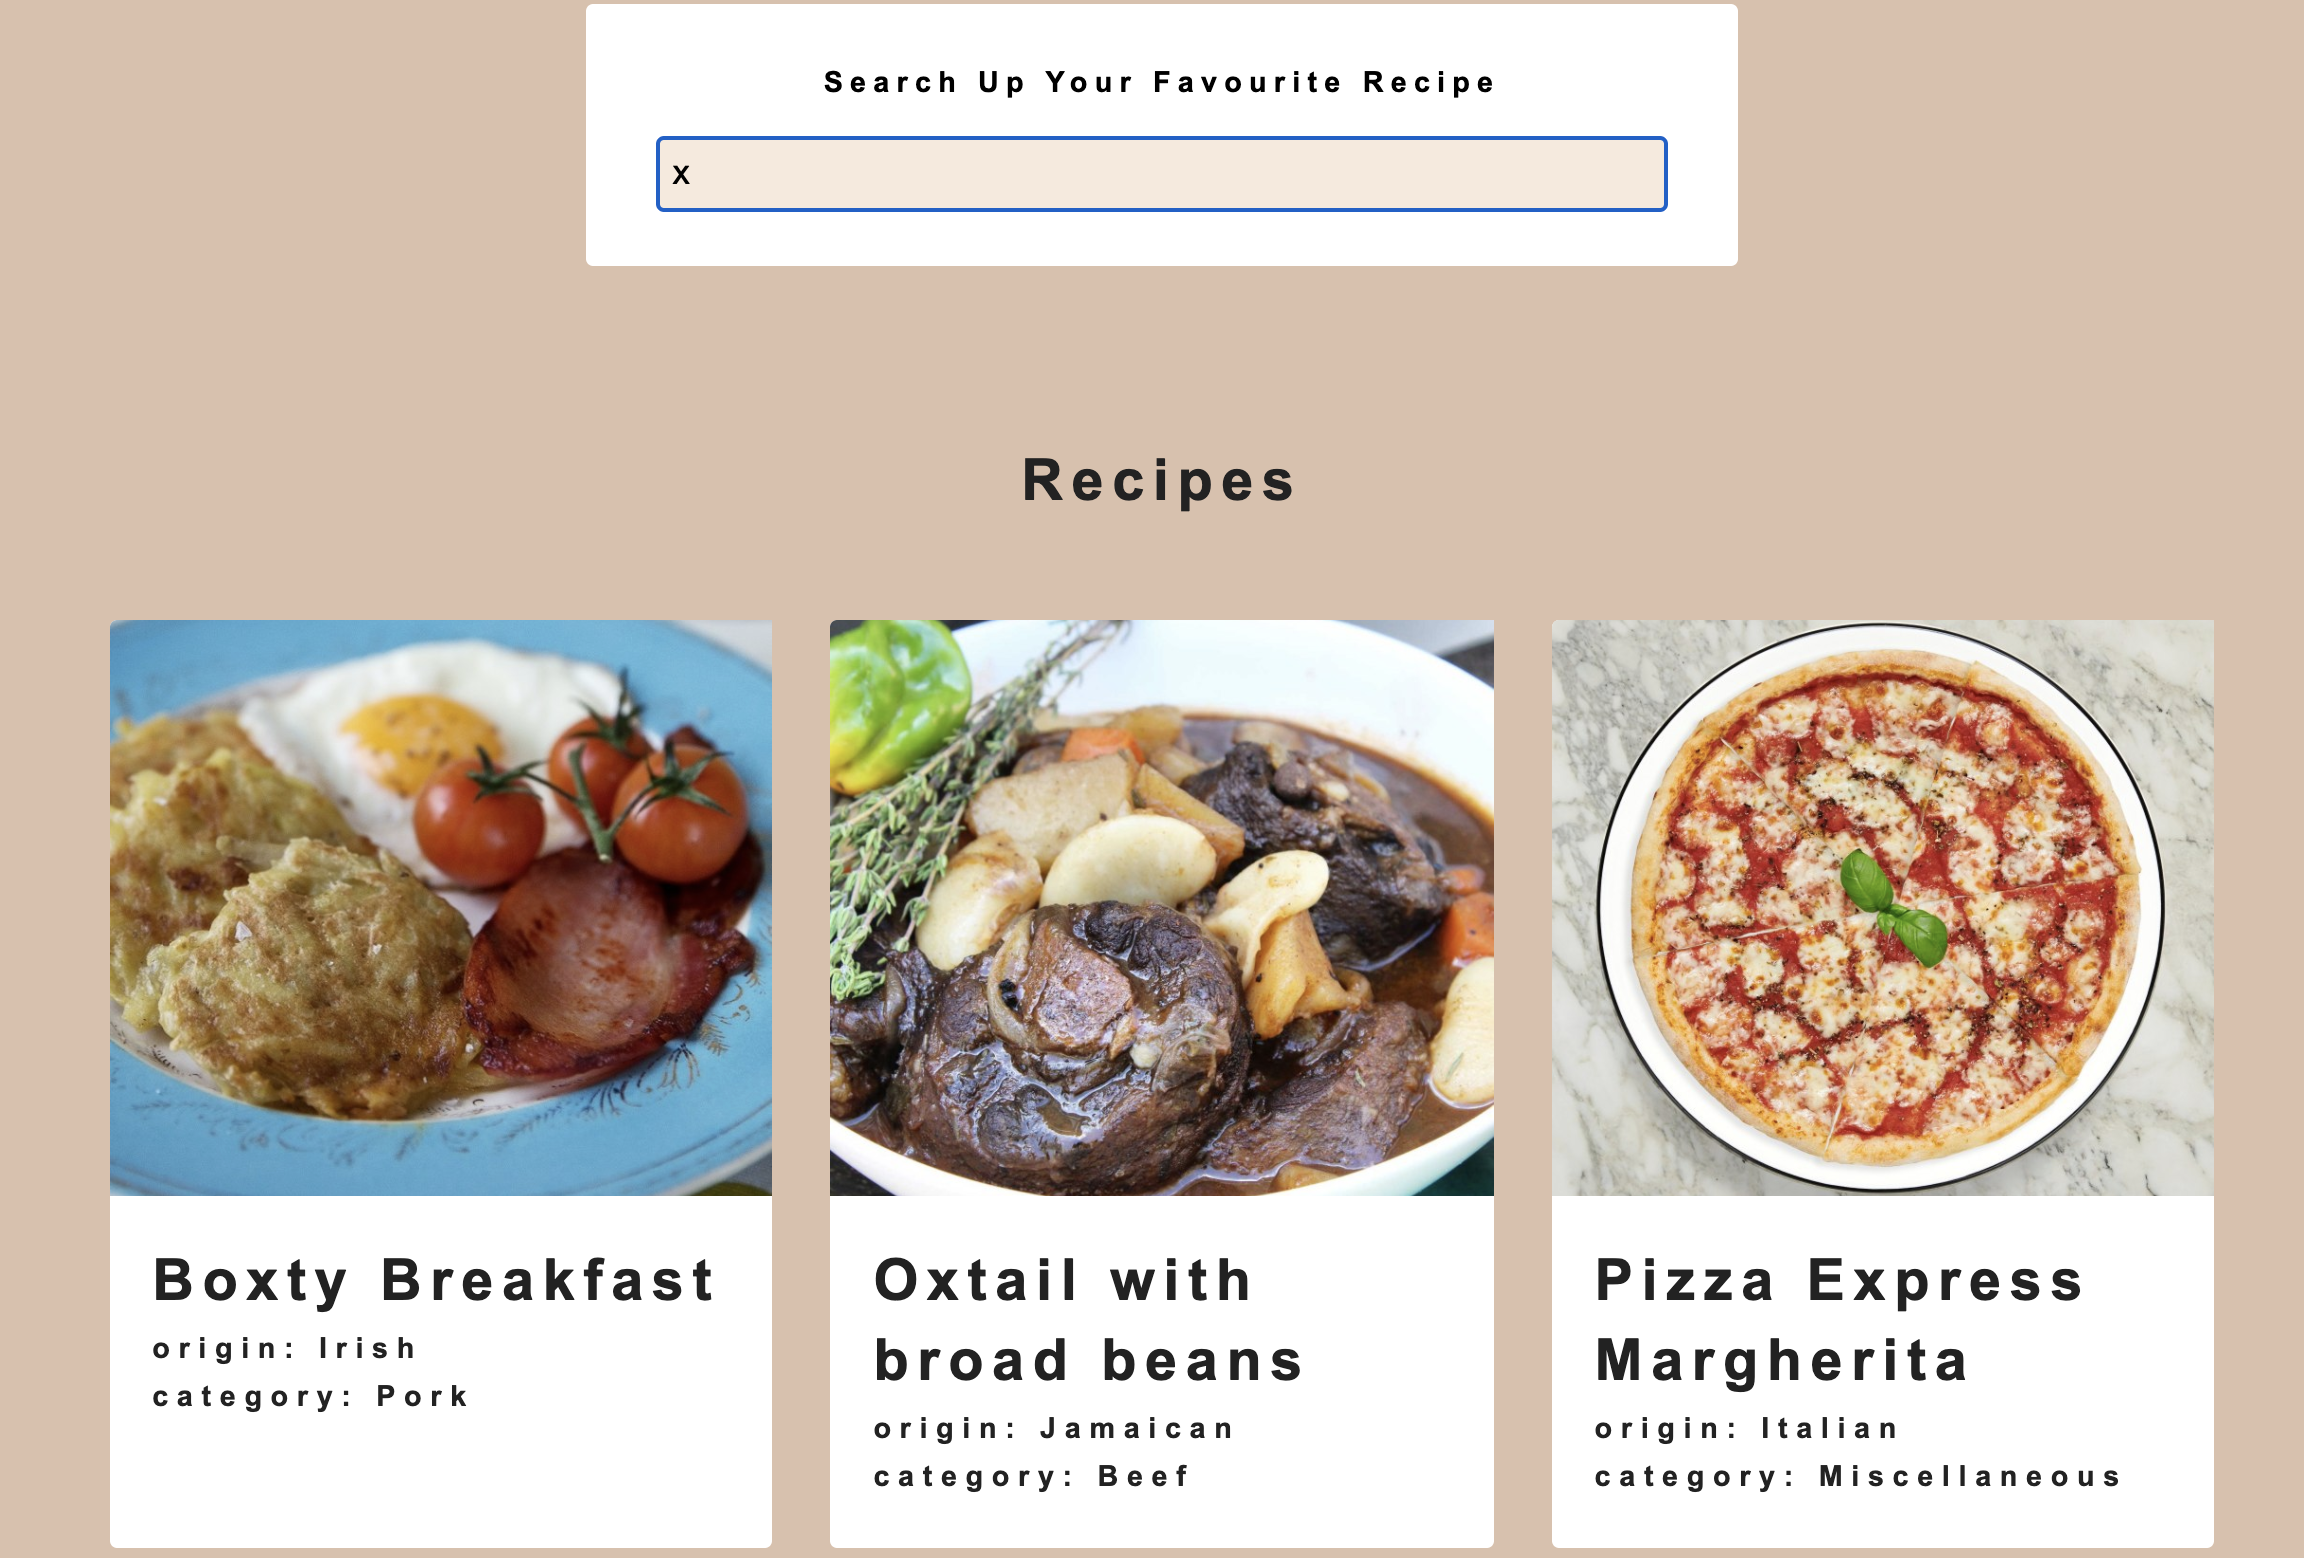 Search Up Your Favourite Recipe
x
Recipes
Boxty Breakfast
origin: Irish
category: Pork
Oxtail with
broad beans
origin: Jamaican
category: Beef
Pizza Express
Margherita
origin: Italian
category: Miscellaneous